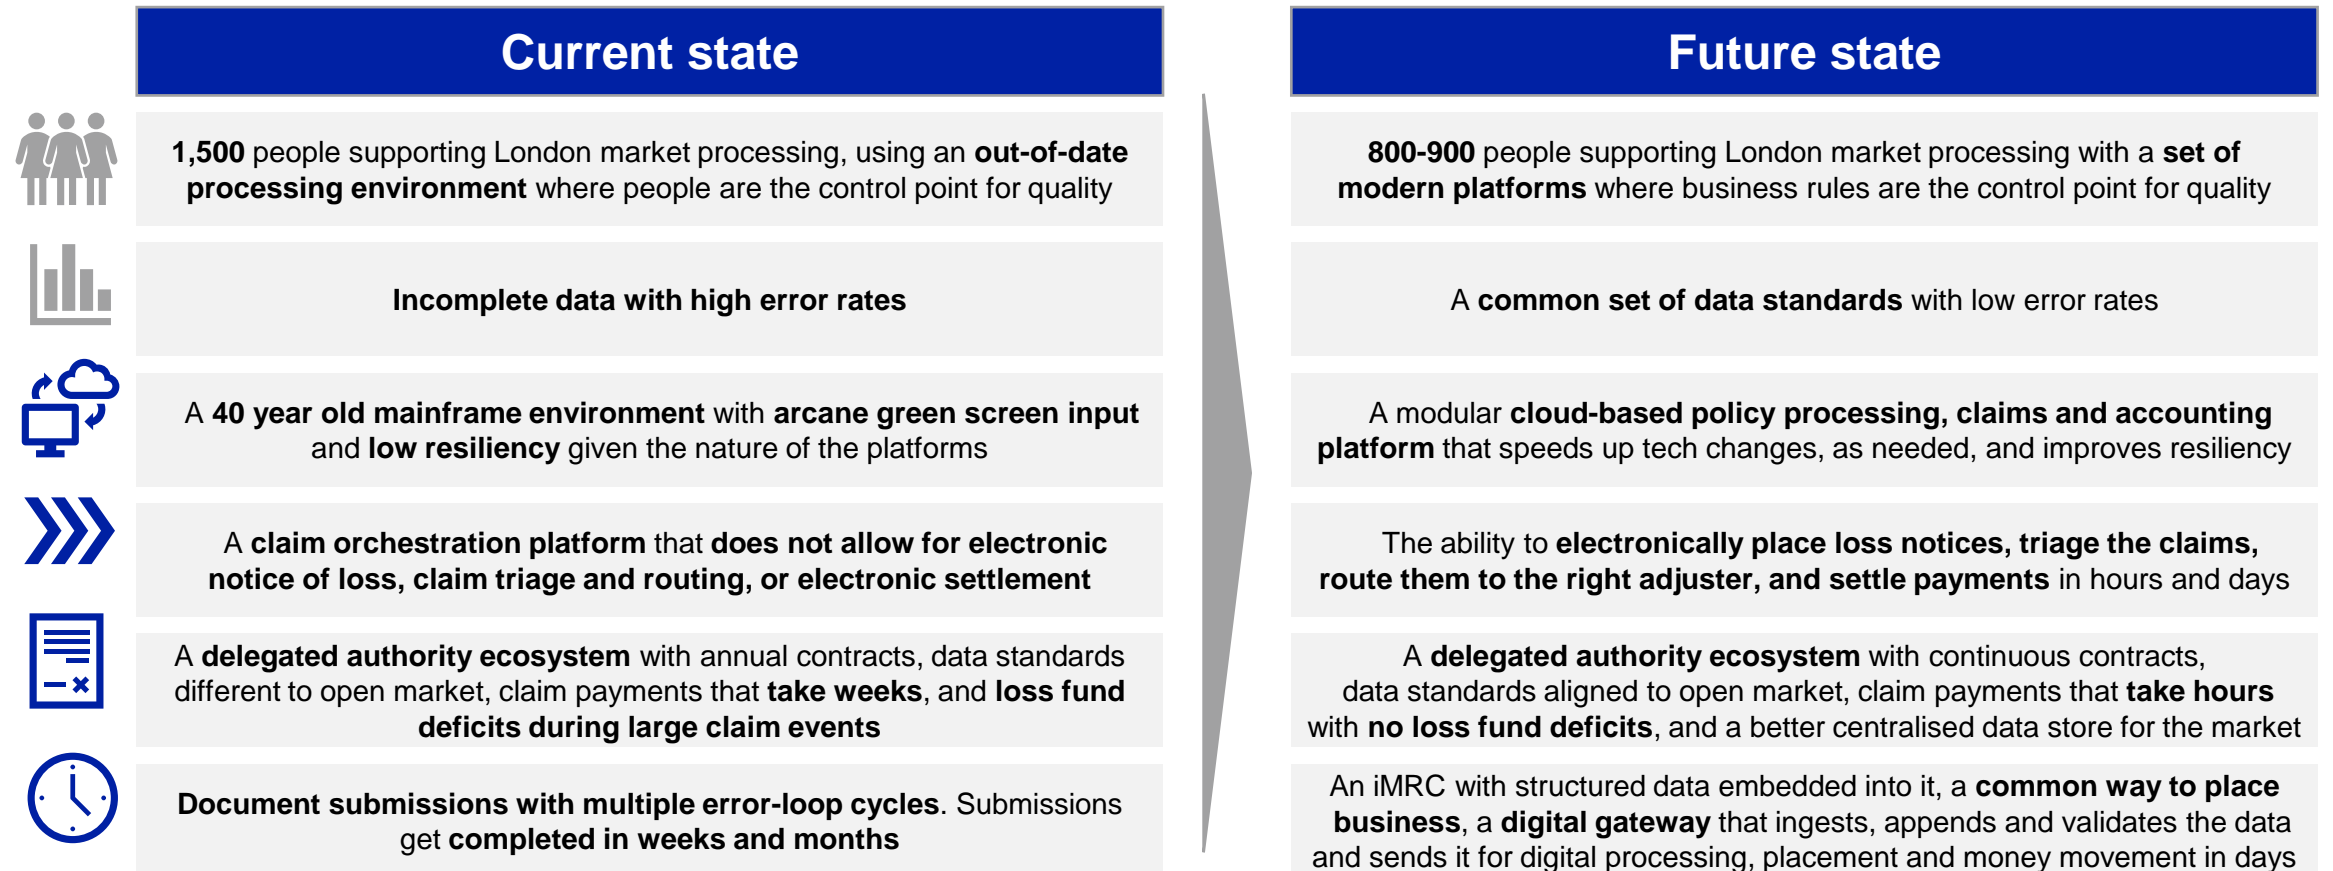 Current state
Future state
1,500 people supporting London market processing, using an out-of-date
processing environment where people are the control point for quality
800-900 people supporting London market processing with a set of
modern platforms where business rules are the control point for quality
Incomplete data with high error rates
A common set of data standards with low error rates
A 40 year old mainframe environment with arcane green screen input
and low resiliency given the nature of the platforms
A modular cloud-based policy processing, claims and accounting
platform that speeds up tech changes, as needed, and improves resiliency
A claim orchestration platform that does not allow for electronic
notice of loss, claim triage and routing, or electronic settlement
The ability to electronically place loss notices, triage the claims,
route them to the right adjuster, and settle payments in hours and days
A delegated authority ecosystem with annual contracts, data standards
different to open market, claim payments that take weeks, and loss fund
deficits during large claim events
A delegated authority ecosystem with continuous contracts,
data standards aligned to open market, claim payments that take hours
with no loss fund deficits, and a better centralised data store for the market
Document submissions with multiple error-loop cycles. Submissions
get completed in weeks and months
An iMRC with structured data embedded into it, a common way to place
business, a digital gateway that ingests, appends and validates the data
and sends it for digital processing, placement and money movement in days